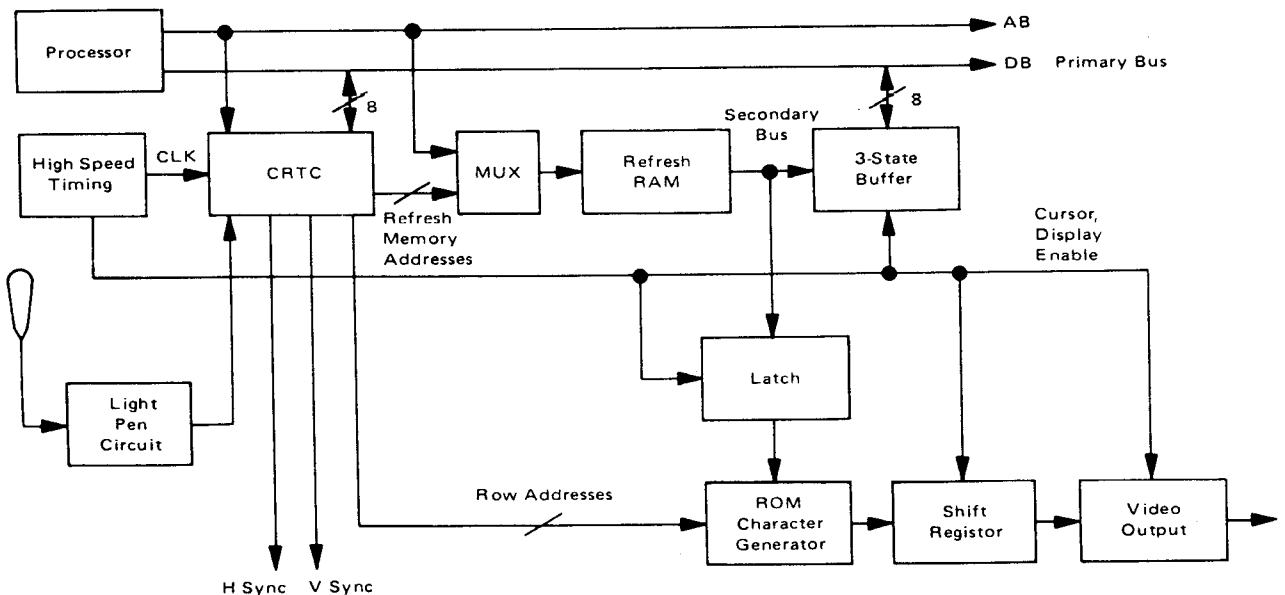 AB
Processor
DB Primary Bus
8
8
Secondary
Bus
High Speed
Timing
CLK
CRTC
MUX
Refresh
RAM
3-State
Buffer
Refresh
Memory
Addresses
Cursor,
Display
Enable
Latch
Light
Pen
Circuit
Row Addresses
ROM
Character
Generator
Shift
Registor
Video
Output
H Sync V Sync